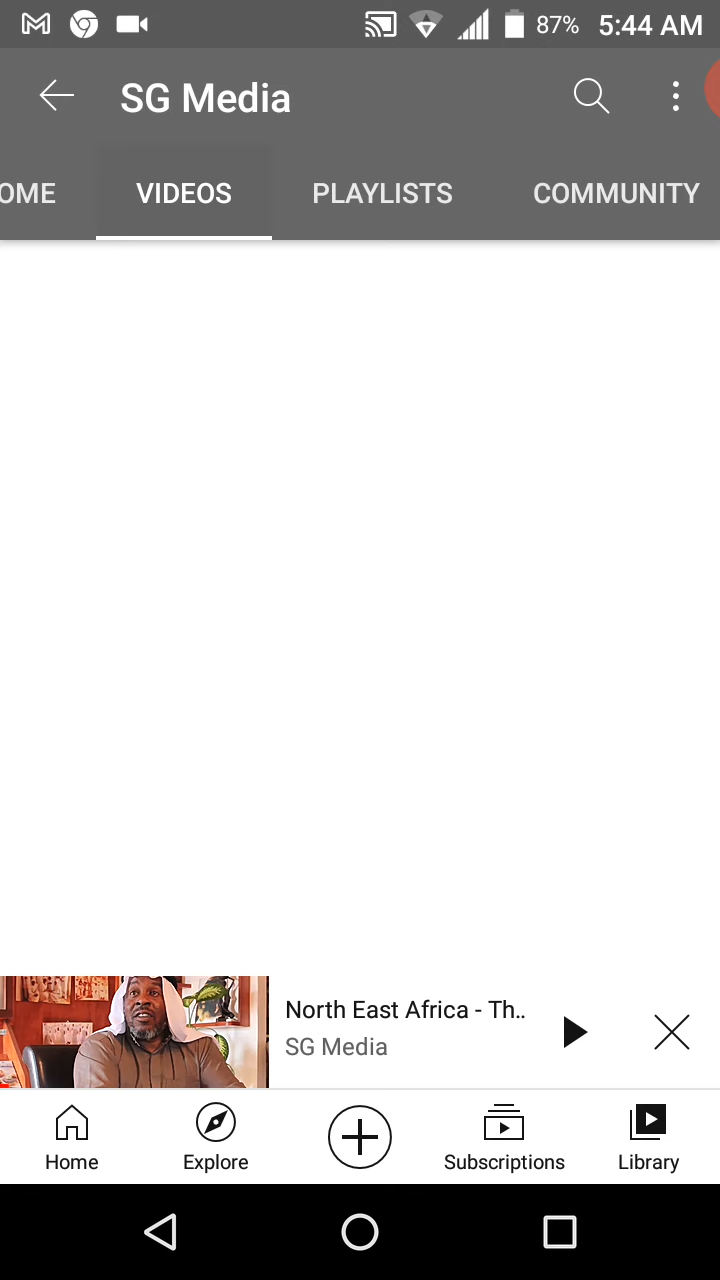 87% 5:44 AM
SG Media
OME VIDEOS PLAYLISTS COMMUNITY
North East Africa - Th..
SG Media
Home Explore Subscriptions Library